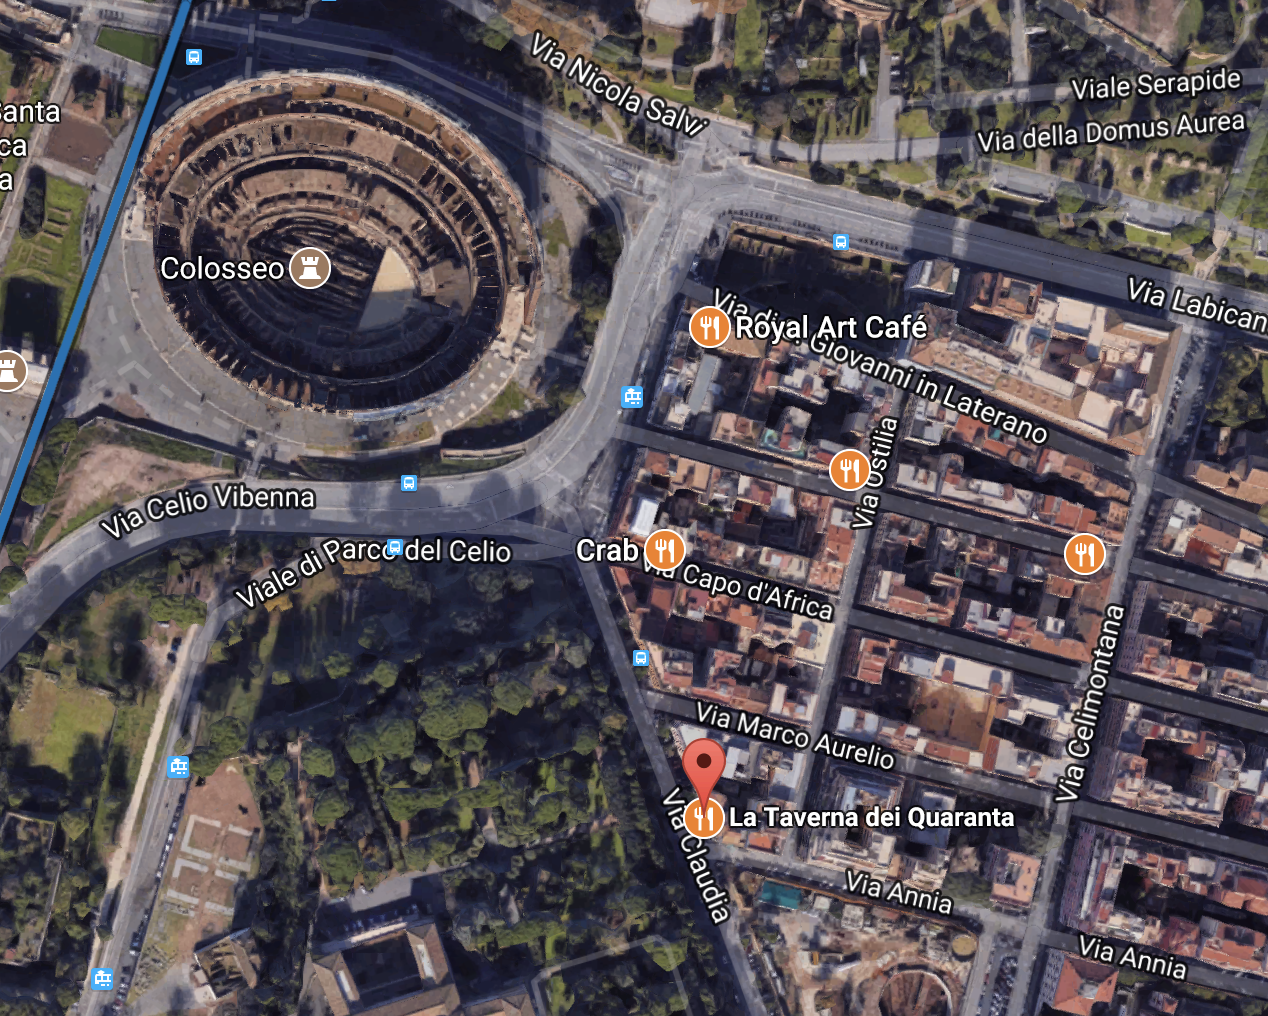 Via Nicola Salvi
Viale Serapide
Via della Domus Aurea
Santa
ca
a
Colosseo
Via Labican
Royal Art Café
Via di S. Giovanni in Laterano
Via Ostilia
Via Celio Vibenna
Viale di Parco del Celio
Crab
Via Capo d'Africa
Via Celimontana
Via Marco Aurelio
La Taverna dei Quaranta
Via Claudia
Via Annia
Via Annia